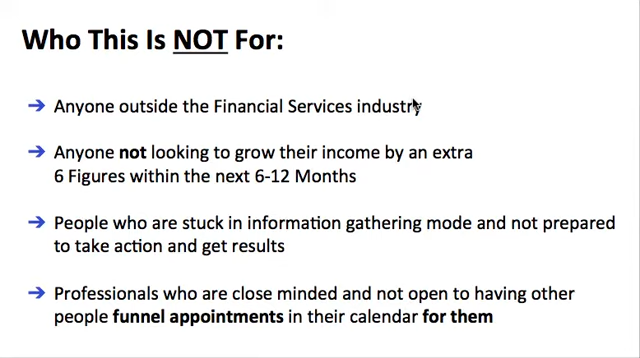 Who This Is NOT For:
➔ Anyone outside the Financial Services industry
➔ Anyone not looking to grow their income by an extra
6 Figures within the next 6-12 Months
➔ People who are stuck in information gathering mode and not prepared
to take action and get results
➔ Professionals who are close minded and not open to having other
people funnel appointments in their calendar for them